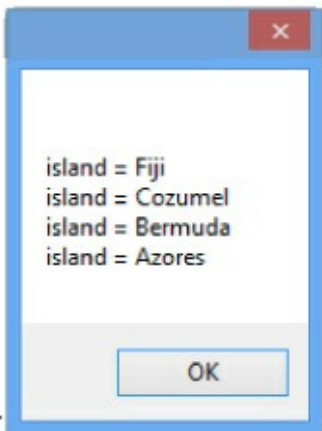 island = Fiji
island = Cozumel
island = Bermuda
island = Azores
OK